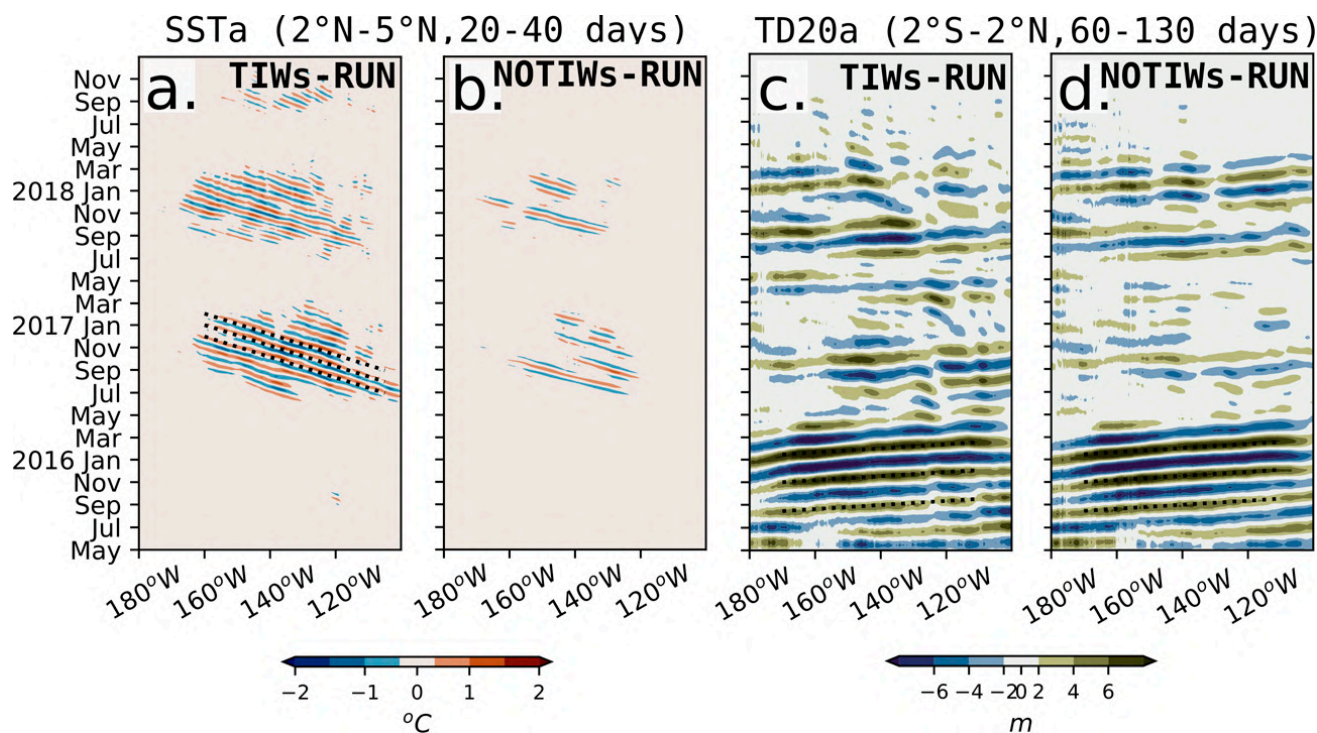 SSTa (2°N-5°N,20-40 days)
TD20a (2°S-2°N,60-130 days)
a. TIWs-RUN
b. NOTIWs-RUN
c. TIWs-RUN
d. NOTIWs-RUN
Nov
Sep
Jul
May
Mar
2018 Jan
Nov
Sep
Jul
May
Mar
2017 Jan
Nov
Sep
Jul
May
Mar
2016 Jan
Nov
Sep
Jul
May
180°W 160°W 140°W 120°W
180°W 160°W 140°W 120°W
180°W 160°W 140°W 120°W
180°W 160°W 140°W 120°W
−2 −1 0 1 2
°C
−6 −4 −2 0 2 4 6
m